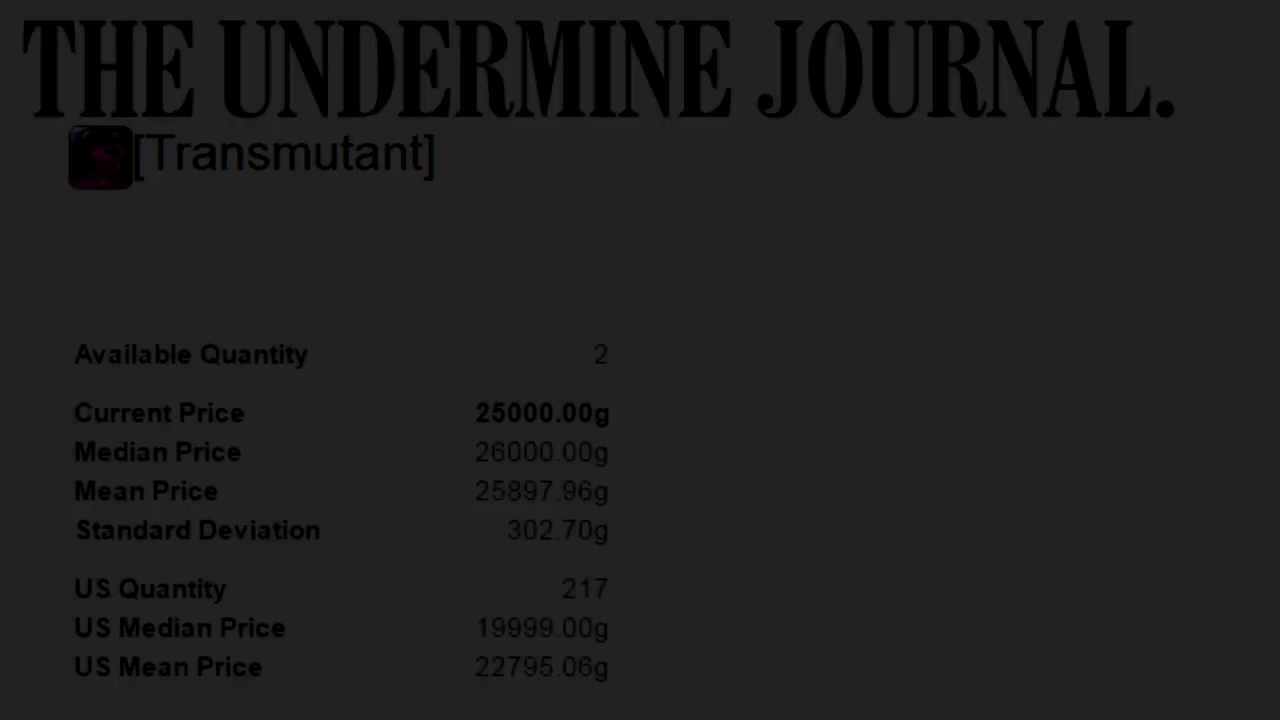 THE UNDERMINE JOURNAL.
[Transmutant]
Available Quantity 2
Current Price 25000.00g
Median Price 26000.00g
Mean Price 25897.96g
Standard Deviation 302.70g
US Quantity 217
US Median Price 19999.00g
US Mean Price 22795.06g